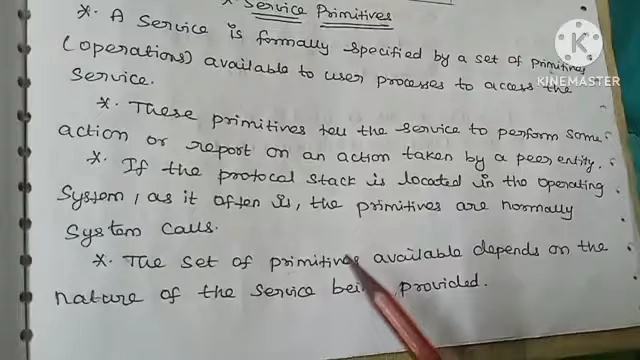 * Service Primitives
* A Service is formally specified by a set of primitives
(operations) available to user processes to access the
service.
* These primitives tell the service to perform some
action or report on an action taken by a peer entity.
* If the protocal stack is located in the operating
System, as it often is, the primitives are normally
System calls.
* The set of primitives available depends on the
nature of the service being provided.
K
KINEMASTER